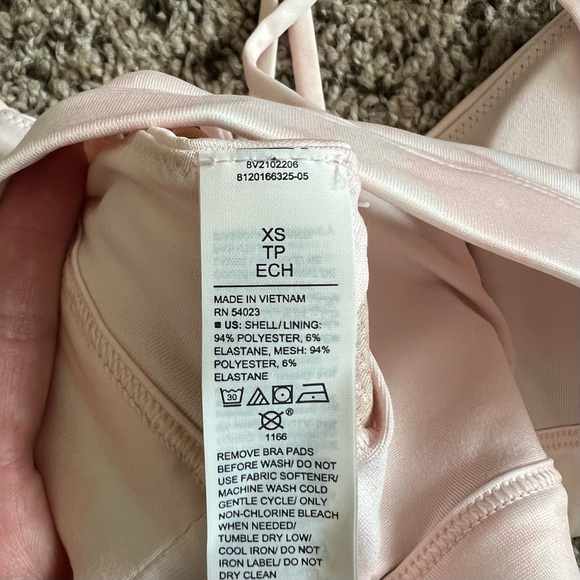 8V2102206
8120166325-05
XS
TP
ECH
MADE IN VIETNAM
RN 54023
■ US: SHELL/ LINING:
94% POLYESTER, 6%
ELASTANE, MESH: 94%
POLYESTER, 6%
ELASTANE
30
®
1166
REMOVE BRA PADS
BEFORE WASH/ DO NOT
USE FABRIC SOFTENER/
MACHINE WASH COLD
GENTLE CYCLE/ ONLY
NON-CHLORINE BLEACH
WHEN NEEDED/
TUMBLE DRY LOW/
COOL IRON/ DO NOT
IRON LABEL/ DO NOT
DRY CLEAN